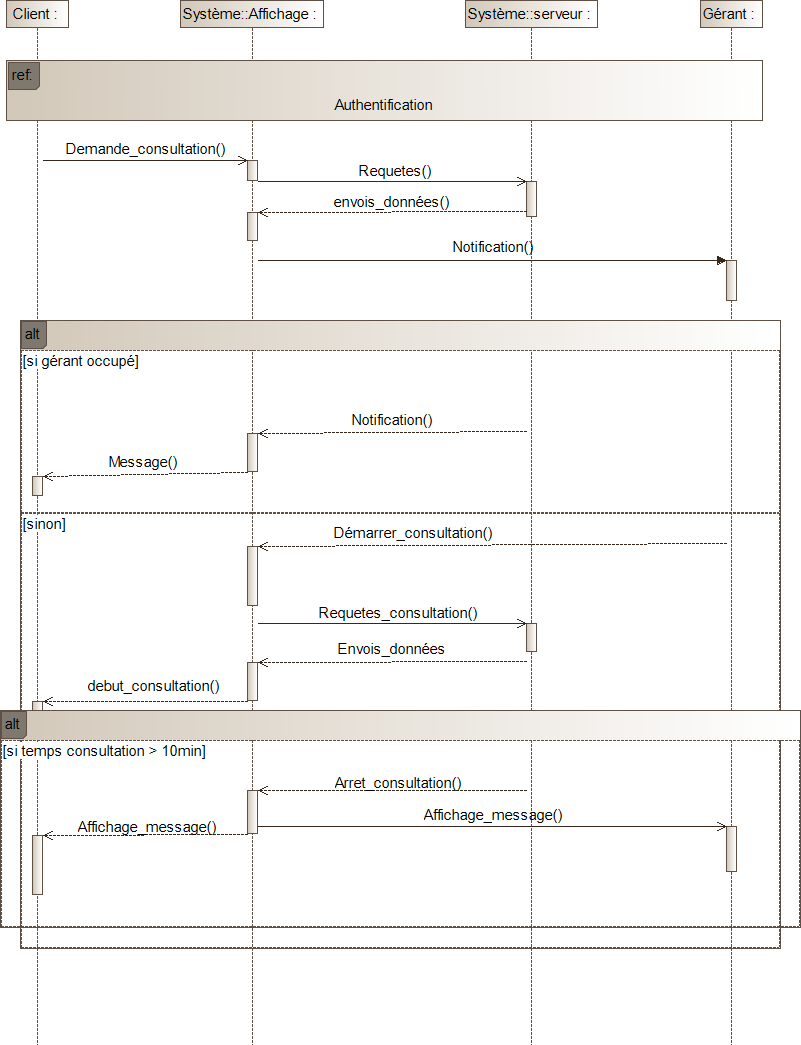 Client :
Système::Affichage :
Système::serveur :
Gérant :
ref:
Authentification
Demande_consultation()
Requetes()
envois_données()
Notification()
alt
[si gérant occupé]
Notification()
Message()
[sinon]
Démarrer_consultation()
Requetes_consultation()
Envois_données
debut_consultation()
alt
[si temps consultation > 10min]
Arret_consultation()
Affichage_message()
Affichage_message()